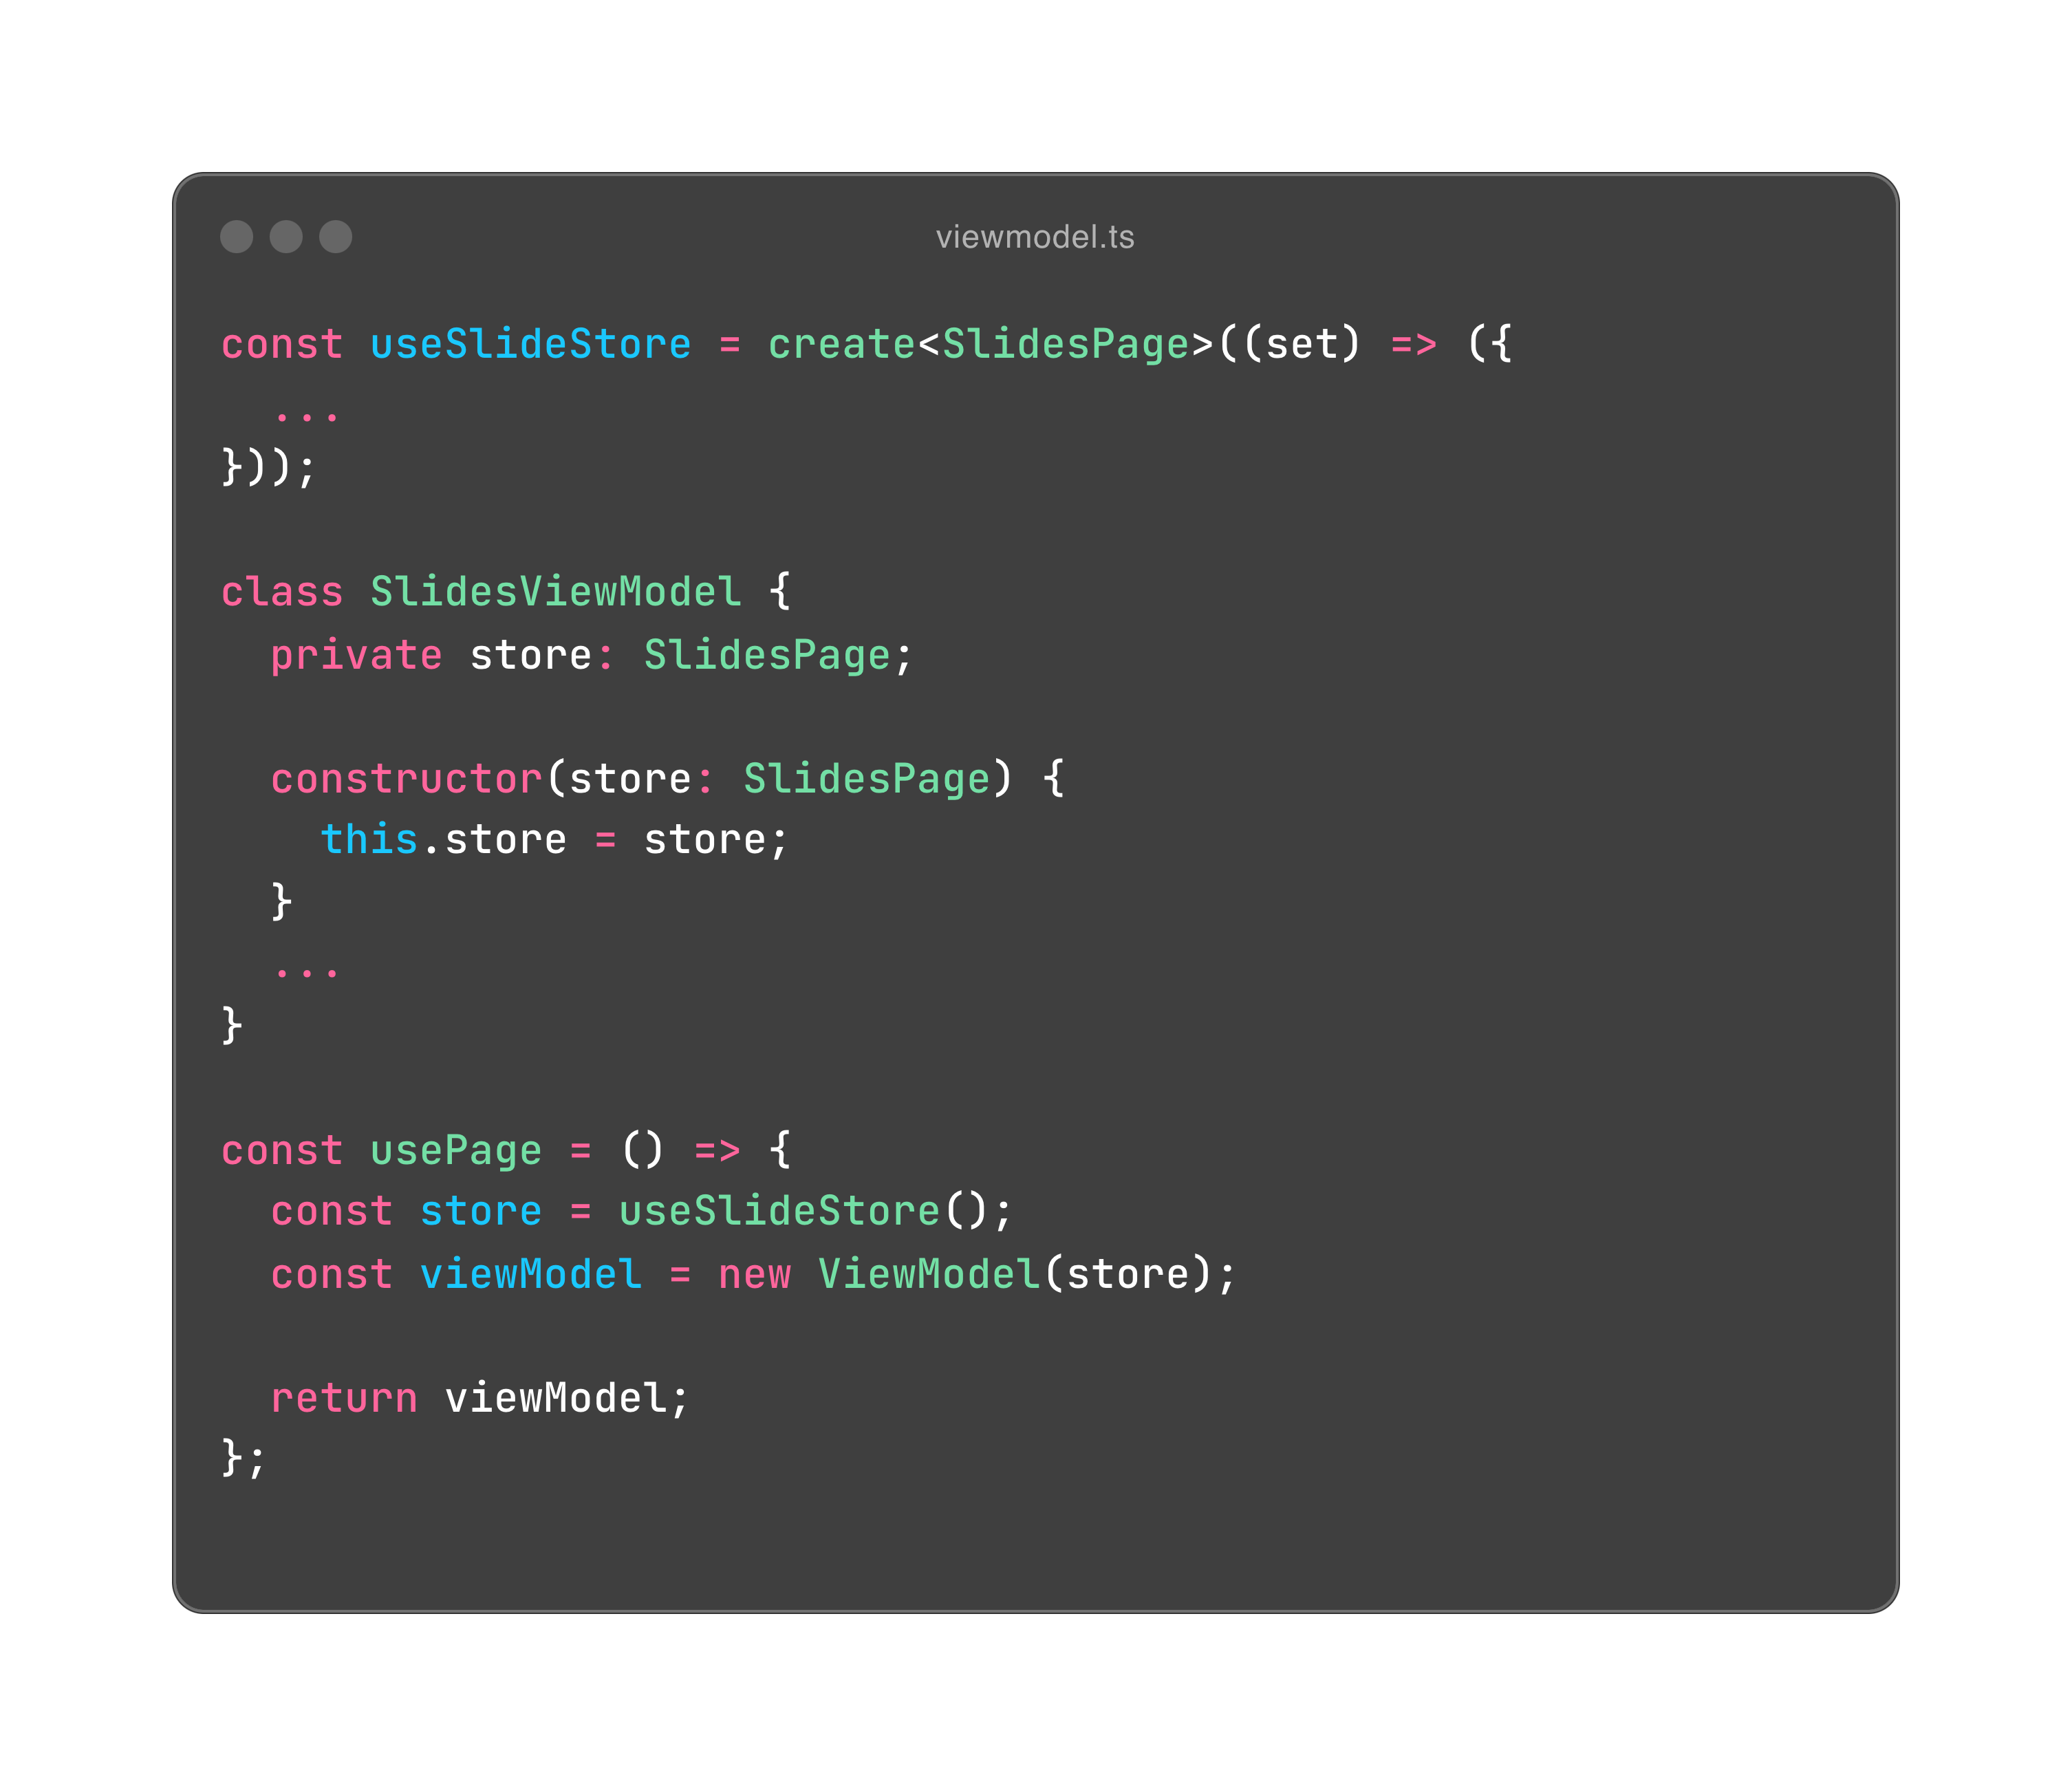 viewmodel.ts
const useSlideStore = create<SlidesPage>((set) => ({
  ...
}));
class SlidesViewModel {
  private store: SlidesPage;
  constructor(store: SlidesPage) {
    this.store = store;
  }
  ...
}
const usePage = () => {
  const store = useSlideStore();
  const viewModel = new ViewModel(store);
  return viewModel;
};